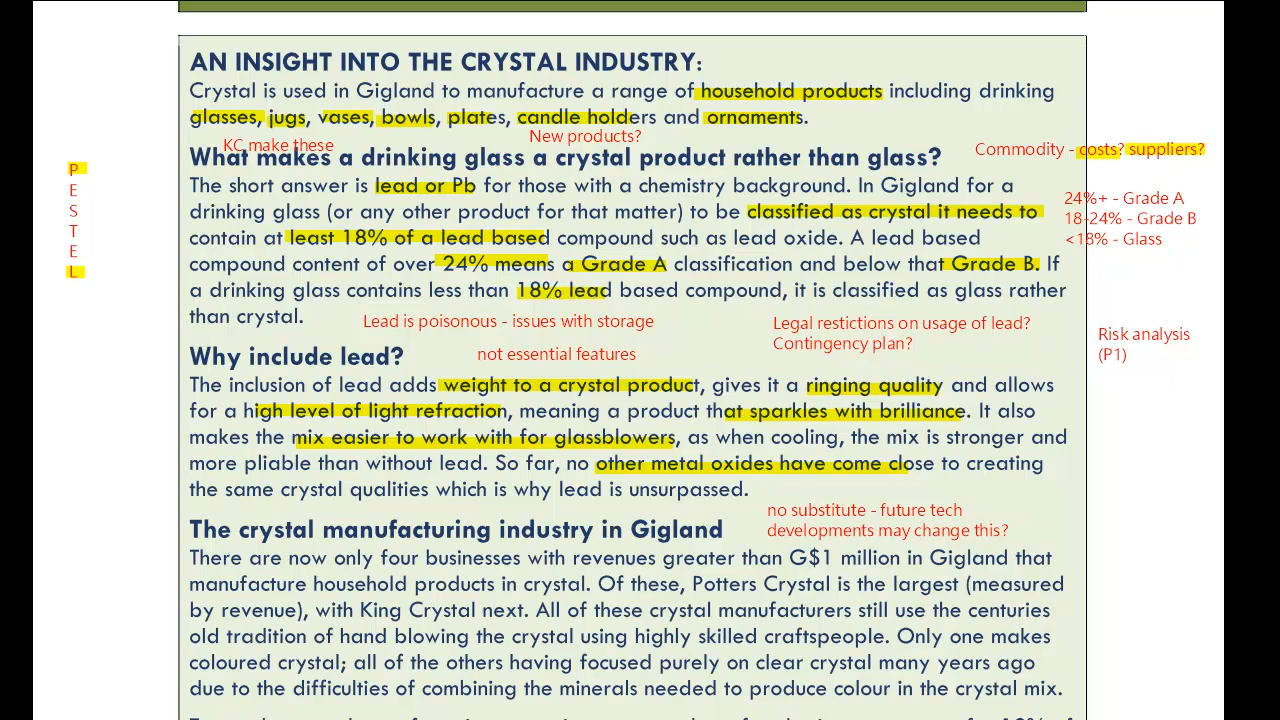 AN INSIGHT INTO THE CRYSTAL INDUSTRY:
Crystal is used in Gigland to manufacture a range of household products including drinking
glasses, jugs, vases, bowls, plates, candle holders and ornaments.
KC make these
New products?
Commodity - costs? suppliers?
What makes a drinking glass a crystal product rather than glass?
The short answer is lead or Pb for those with a chemistry background. In Gigland for a
drinking glass (or any other product for that matter) to be classified as crystal it needs to
contain at least 18% of a lead based compound such as lead oxide. A lead based
compound content of over 24% means a Grade A classification and below that Grade B. If
a drinking glass contains less than 18% lead based compound, it is classified as glass rather
than crystal.
24%+ - Grade A
18-24% - Grade B
<18% - Glass
P
E
S
T
E
L
Lead is poisonous - issues with storage
Legal restictions on usage of lead?
Contingency plan?
Risk analysis
(P1)
Why include lead?
not essential features
The inclusion of lead adds weight to a crystal product, gives it a ringing quality and allows
for a high level of light refraction, meaning a product that sparkles with brilliance. It also
makes the mix easier to work with for glassblowers, as when cooling, the mix is stronger and
more pliable than without lead. So far, no other metal oxides have come close to creating
the same crystal qualities which is why lead is unsurpassed.
no substitute - future tech
developments may change this?
The crystal manufacturing industry in Gigland
There are now only four businesses with revenues greater than G$1 million in Gigland that
manufacture household products in crystal. Of these, Potters Crystal is the largest (measured
by revenue), with King Crystal next. All of these crystal manufacturers still use the centuries
old tradition of hand blowing the crystal using highly skilled craftspeople. Only one makes
coloured crystal; all of the others having focused purely on clear crystal many years ago
due to the difficulties of combining the minerals needed to produce colour in the crystal mix.